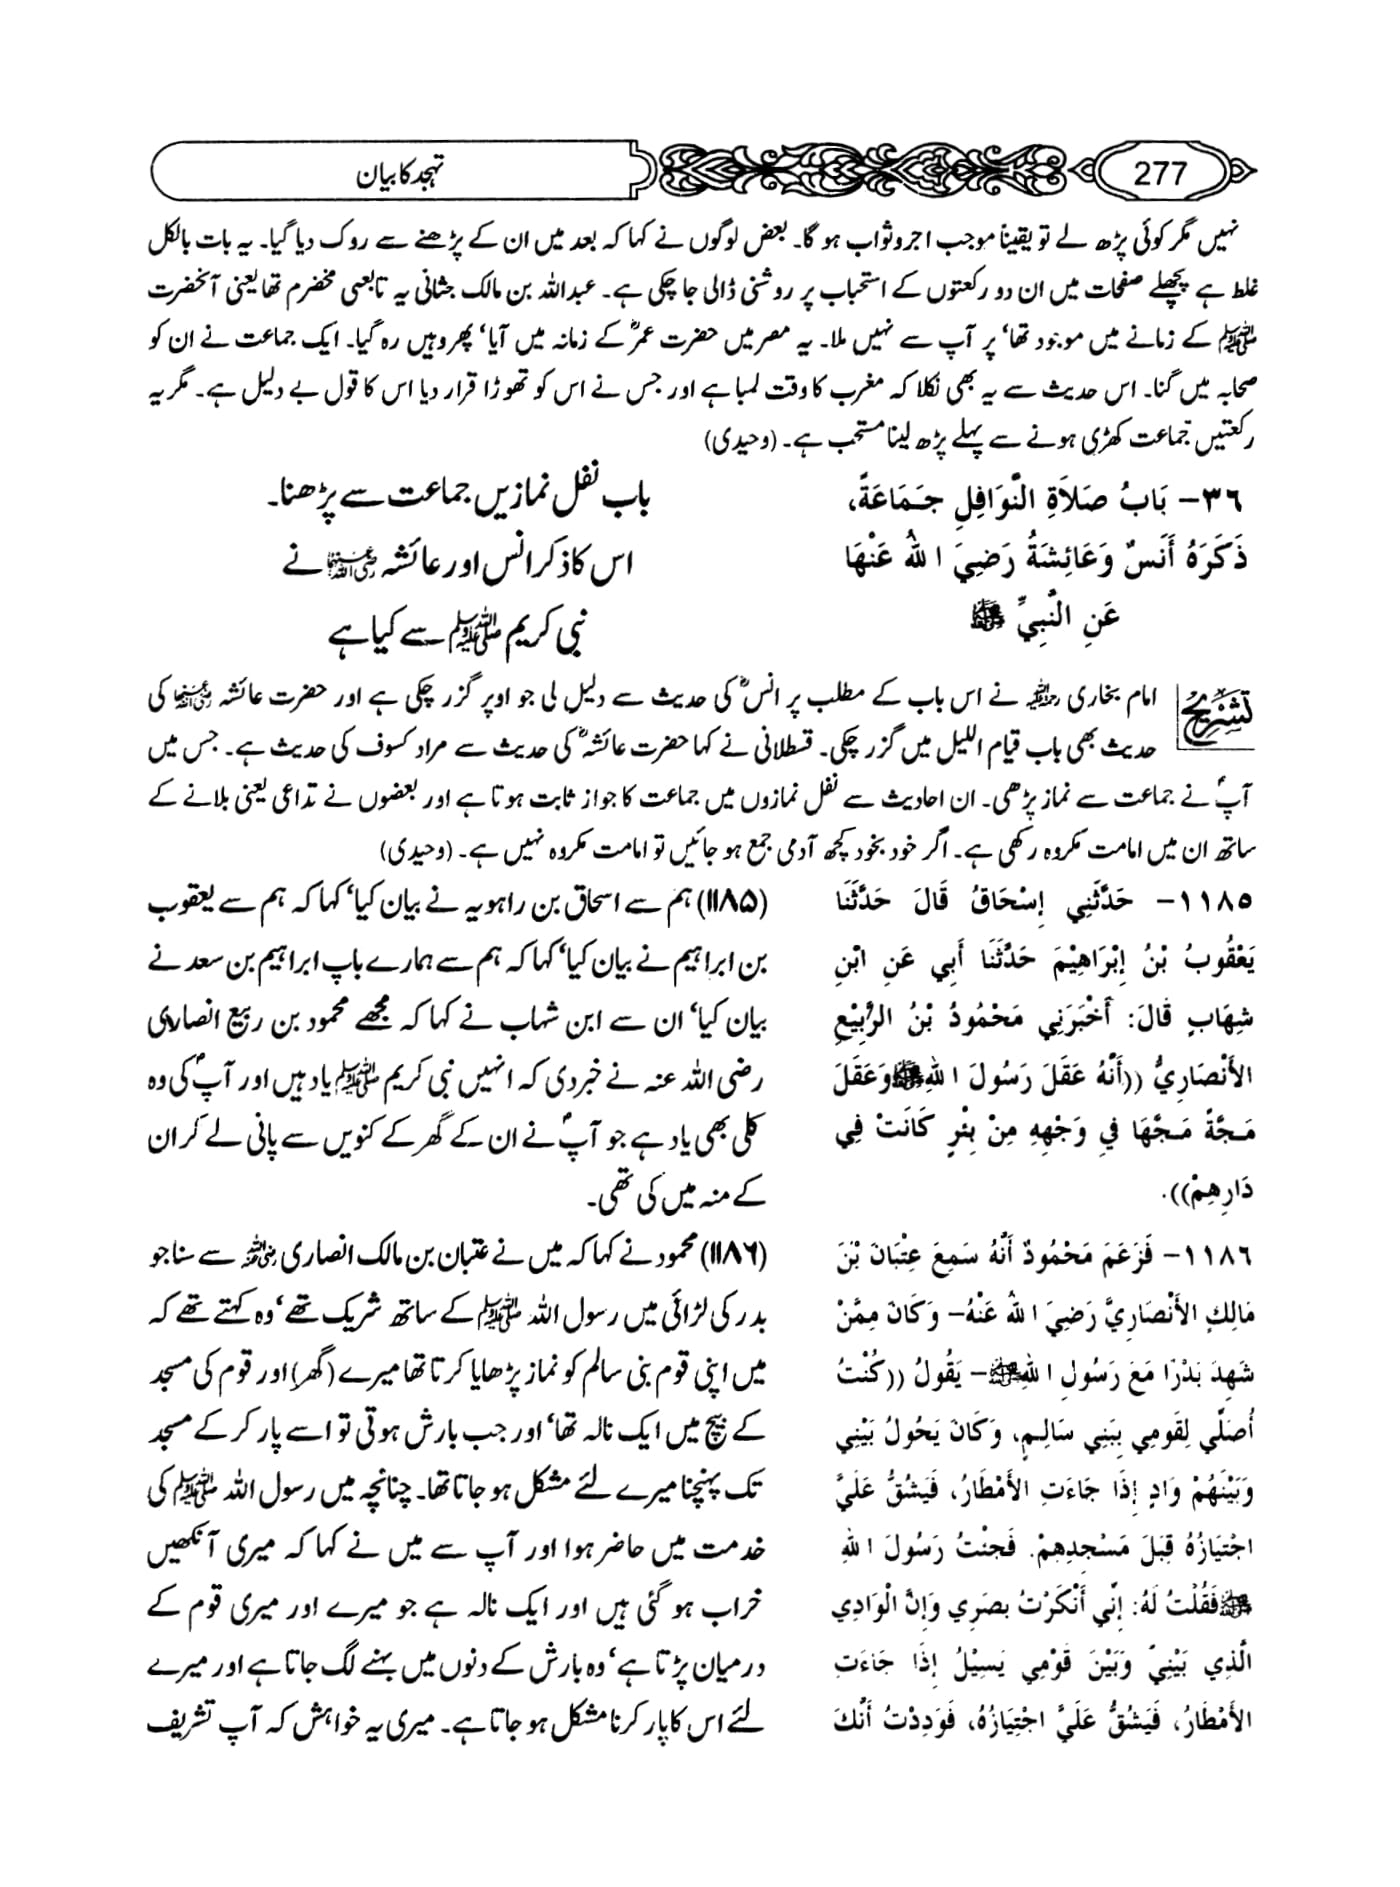 تہجد کا بیان
277
نہیں مگر کوئی پڑھ لے تو یقیناً موجب اجروثواب ہو گا۔ بعض لوگوں نے کہا کہ بعد میں ان کے پڑھنے سے روک دیا گیا۔ یہ بات بالکل
غلط ہے پچھلے صفحات میں ان دو رکعتوں کے استحباب پر روشنی ڈالی جا چکی ہے۔ عبداللہ بن مالک جثانی یہ تابعی مخضرم تھا یعنی آنحضرت
ﷺ کے زمانے میں موجود تھا‘ پر آپ سے نہیں ملا۔ یہ مصر میں حضرت عمرؓ کے زمانہ میں آیا‘ پھر وہیں رہ گیا۔ ایک جماعت نے ان کو
صحابہ میں گنا۔ اس حدیث سے یہ بھی نکلا کہ مغرب کا وقت لمبا ہے اور جس نے اس کو تھوڑا قرار دیا اس کا قول بے دلیل ہے۔ مگر یہ
رکعتیں جماعت کھڑی ہونے سے پہلے پڑھ لینا مستحب ہے۔ (وحیدی)
٣٦- بَابُ صَلاَةِ النَّوَافِلِ جَمَاعَةً،
ذَكَرَهُ أَنَسٌ وَعَائِشَةُ رَضِيَ اللهُ عَنْهَا
عَنِ النَّبِيِّ ﷺ
باب نفل نمازیں جماعت سے پڑھنا۔
اس کا ذکر انس اور عائشہ رضی اللہ عنہما نے
نبی کریم ﷺ سے کیا ہے
تشریح امام بخاری رحمہ اللہ نے اس باب کے مطلب پر انسؓ کی حدیث سے دلیل لی جو اوپر گزر چکی ہے اور حضرت عائشہ رضی اللہ عنہا کی
حدیث بھی باب قیام اللیل میں گزر چکی۔ قسطلانی نے کہا حضرت عائشہؓ کی حدیث سے مراد کسوف کی حدیث ہے۔ جس میں
آپؐ نے جماعت سے نماز پڑھی۔ ان احادیث سے نفل نمازوں میں جماعت کا جواز ثابت ہوتا ہے اور بعضوں نے تداعی یعنی بلانے کے
ساتھ ان میں امامت مکروہ رکھی ہے۔ اگر خود بخود کچھ آدمی جمع ہو جائیں تو امامت مکروہ نہیں ہے۔ (وحیدی)
١١٨٥- حَدَّثَنِي إِسْحَاقُ قَالَ حَدَّثَنَا
يَعْقُوبُ بْنُ إِبْرَاهِيْمَ حَدَّثَنَا أَبِي عَنِ ابْنِ
شِهَابٍ قَالَ: أَخْبَرَنِي مَحْمُودُ بْنُ الرَّبِيْعِ
الأَنْصَارِيُّ ((أَنَّهُ عَقَلَ رَسُولَ اللهِ ﷺ وَعَقَلَ
مَجَّةً مَجَّهَا فِي وَجْهِهِ مِنْ بِئْرٍ كَانَتْ فِي
دَارِهِمْ)).
(۱۱۸۵) ہم سے اسحاق بن راہویہ نے بیان کیا‘ کہا کہ ہم سے یعقوب
بن ابراہیم نے بیان کیا‘ کہا کہ ہم سے ہمارے باپ ابراہیم بن سعد نے
بیان کیا‘ ان سے ابن شہاب نے کہا کہ مجھے محمود بن ربیع انصاری
رضی اللہ عنہ نے خبر دی کہ انہیں نبی کریم ﷺ یاد ہیں اور آپؐ کی وہ
کلی بھی یاد ہے جو آپؐ نے ان کے گھر کے کنویں سے پانی لے کر ان
کے منہ میں کی تھی۔
١١٨٦- فَزَعَمَ مَحْمُودٌ أَنَّهُ سَمِعَ عِتْبَانَ بْنَ
مَالِكٍ الأَنْصَارِيَّ رَضِيَ اللهُ عَنْهُ- وَكَانَ مِمَّنْ
شَهِدَ بَدْرًا مَعَ رَسُولِ اللهِ ﷺ- يَقُولُ ((كُنْتُ
أُصَلِّي لِقَومِي بِبَنِي سَالِمٍ، وَكَانَ يَحُولُ بَيْنِي
وَبَيْنَهُمْ وَادٍ إِذَا جَاءَتِ الأَمْطَارُ، فَيَشُقُّ عَلَيَّ
اجْتِيَازُهُ قِبَلَ مَسْجِدِهِمْ. فَجِئْتُ رَسُولَ اللهِ
ﷺ فَقُلْتُ لَهُ: إِنِّي أَنْكَرْتُ بَصَرِي وَإِنَّ الْوَادِي
الَّذِي بَيْنِي وَبَيْنَ قَوْمِي يَسِيْلُ إِذَا جَاءَتِ
الأَمْطَارُ، فَيَشُقُّ عَلَيَّ اجْتِيَازُهُ، فَوَدِدْتُ أَنَّكَ
(۱۱۸۶) محمود نے کہا کہ میں نے عتبان بن مالک انصاری رضی اللہ عنہ سے سنا جو
بدر کی لڑائی میں رسول اللہ ﷺ کے ساتھ شریک تھے‘ وہ کہتے تھے کہ
میں اپنی قوم بنی سالم کو نماز پڑھایا کرتا تھا میرے (گھر) اور قوم کی مسجد
کے بیچ میں ایک نالہ تھا‘ اور جب بارش ہوتی تو اسے پار کر کے مسجد
تک پہنچنا میرے لئے مشکل ہو جاتا تھا۔ چنانچہ میں رسول اللہ ﷺ کی
خدمت میں حاضر ہوا اور آپ سے میں نے کہا کہ میری آنکھیں
خراب ہو گئی ہیں اور ایک نالہ ہے جو میرے اور میری قوم کے
درمیان پڑتا ہے‘ وہ بارش کے دنوں میں بہنے لگ جاتا ہے اور میرے
لئے اس کا پار کرنا مشکل ہو جاتا ہے۔ میری یہ خواہش کہ آپ تشریف